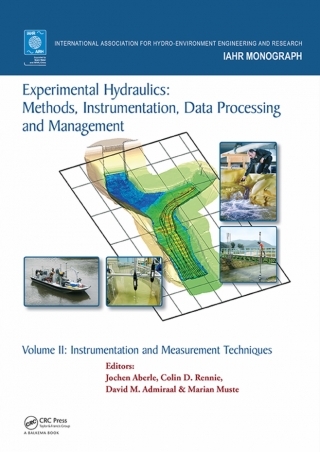 IAHR
INTERNATIONAL ASSOCIATION FOR HYDRO-ENVIRONMENT ENGINEERING AND RESEARCH
IAHR MONOGRAPH
Experimental Hydraulics:
Methods, Instrumentation, Data Processing
and Management
Volume II: Instrumentation and Measurement Techniques
Editors:
Jochen Aberle, Colin D. Rennie,
David M. Admiraal & Marian Muste
CRC Press
Taylor & Francis Group
A BALKEMA BOOK